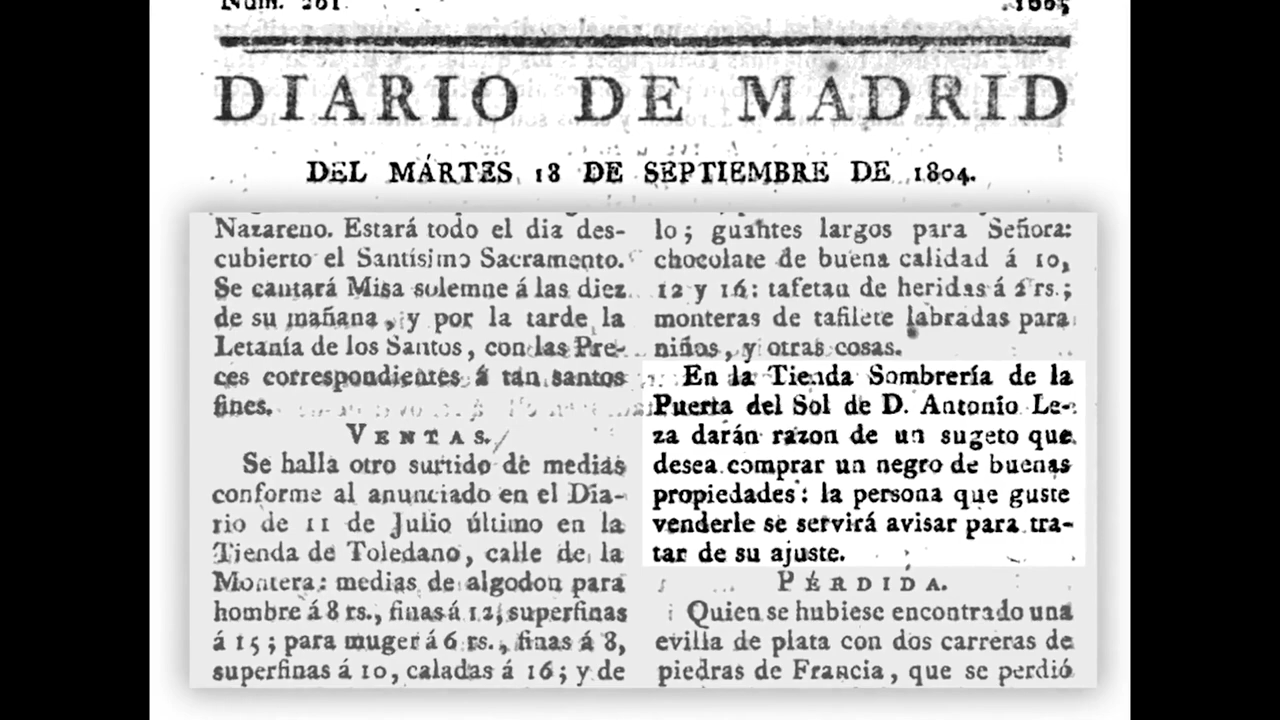 Núm. 261
DIARIO DE MADRID
DEL MÁRTES 18 DE SEPTIEMBRE DE 1804.
Nazareno. Estará todo el dia des-
cubierto el Santísimo Sacramento.
Se cantará Misa solemne á las diez
de su mañana, y por la tarde la
Letanía de los Santos, con las Pre-
ces correspondientes á tan santos
fines.
VENTAS.
Se halla otro surtido de medias
conforme al anunciado en el Dia-
rio de 11 de Julio último en la
Tienda de Toledano, calle de la
Montera: medias de algodon para
hombre á 8 rs., finas á 12, superfinas
á 15; para muger á 6 rs., finas á 8,
superfinas á 10, caladas á 16; y de
lo; guantes largos para Señora:
chocolate de buena calidad á 10,
12 y 16: tafetan de heridas á 2 rs.;
monteras de tafilete labradas para
niños, y otras cosas.
En la Tienda Sombrería de la
Puerta del Sol de D. Antonio Le-
za darán razon de un sugeto que
desea comprar un negro de buenas
propiedades: la persona que guste
venderle se servirá avisar para tra-
tar de su ajuste.
PÉRDIDA.
Quien se hubiese encontrado una
evilla de plata con dos carreras de
piedras de Francia, que se perdió